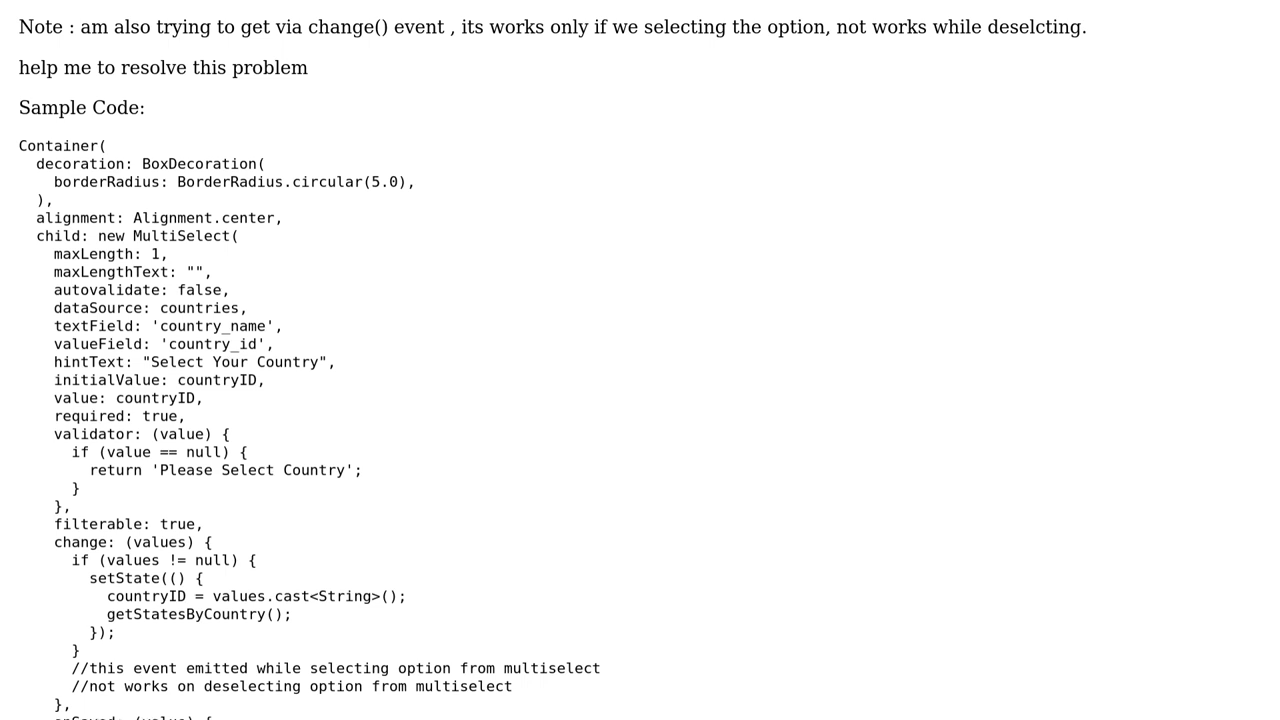 Note : am also trying to get via change() event , its works only if we selecting the option, not works while deselcting.
help me to resolve this problem
Sample Code:
Container(
  decoration: BoxDecoration(
    borderRadius: BorderRadius.circular(5.0),
  ),
  alignment: Alignment.center,
  child: new MultiSelect(
    maxLength: 1,
    maxLengthText: "",
    autovalidate: false,
    dataSource: countries,
    textField: 'country_name',
    valueField: 'country_id',
    hintText: "Select Your Country",
    initialValue: countryID,
    value: countryID,
    required: true,
    validator: (value) {
      if (value == null) {
        return 'Please Select Country';
      }
    },
    filterable: true,
    change: (values) {
      if (values != null) {
        setState(() {
          countryID = values.cast<String>();
          getStatesByCountry();
        });
      }
      //this event emitted while selecting option from multiselect
      //not works on deselecting option from multiselect
    },